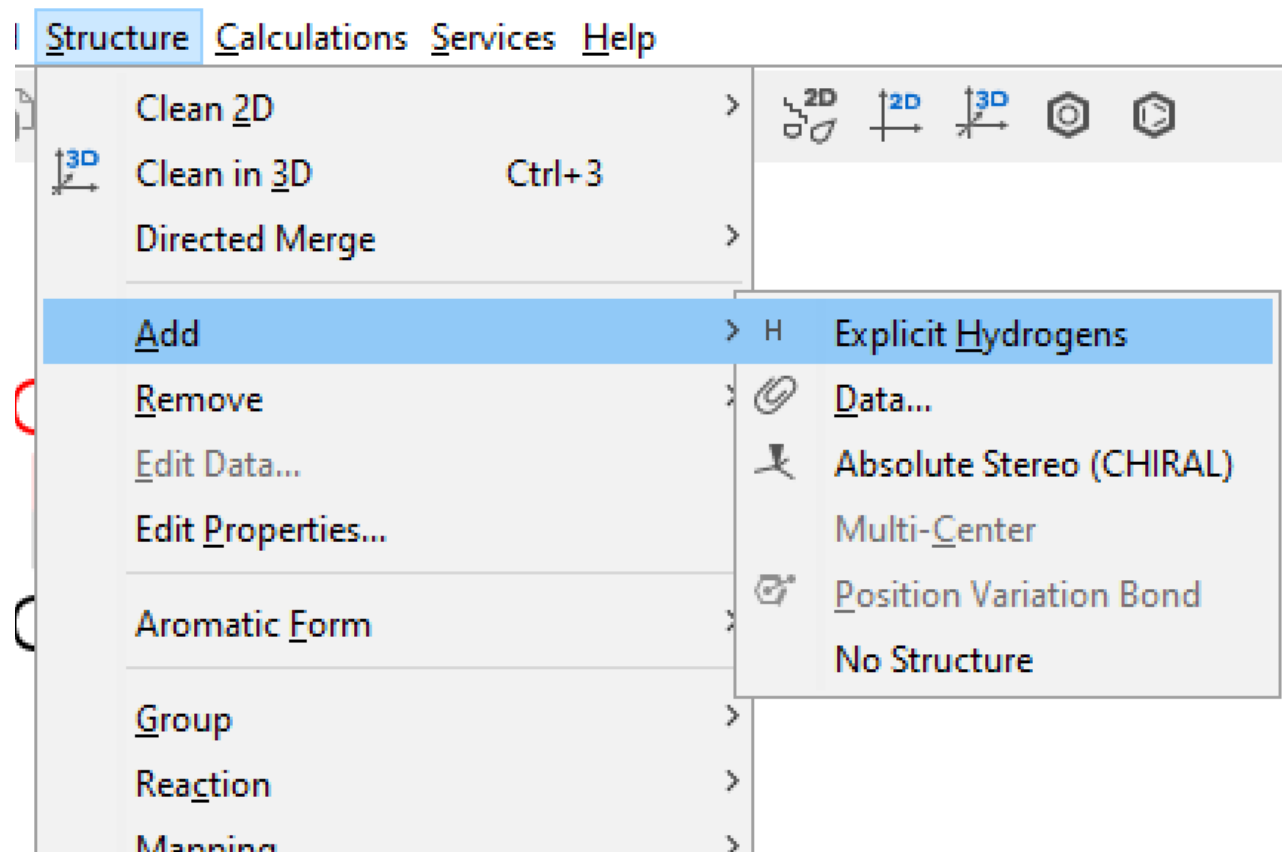 Structure Calculations Services Help
2D 2D 3D
Clean 2D
3D Clean in 3D Ctrl+3
Directed Merge
Add
H Explicit Hydrogens
Remove
Data...
Edit Data...
Absolute Stereo (CHIRAL)
Edit Properties...
Multi-Center
Position Variation Bond
Aromatic Form
No Structure
Group
Reaction
Mapping